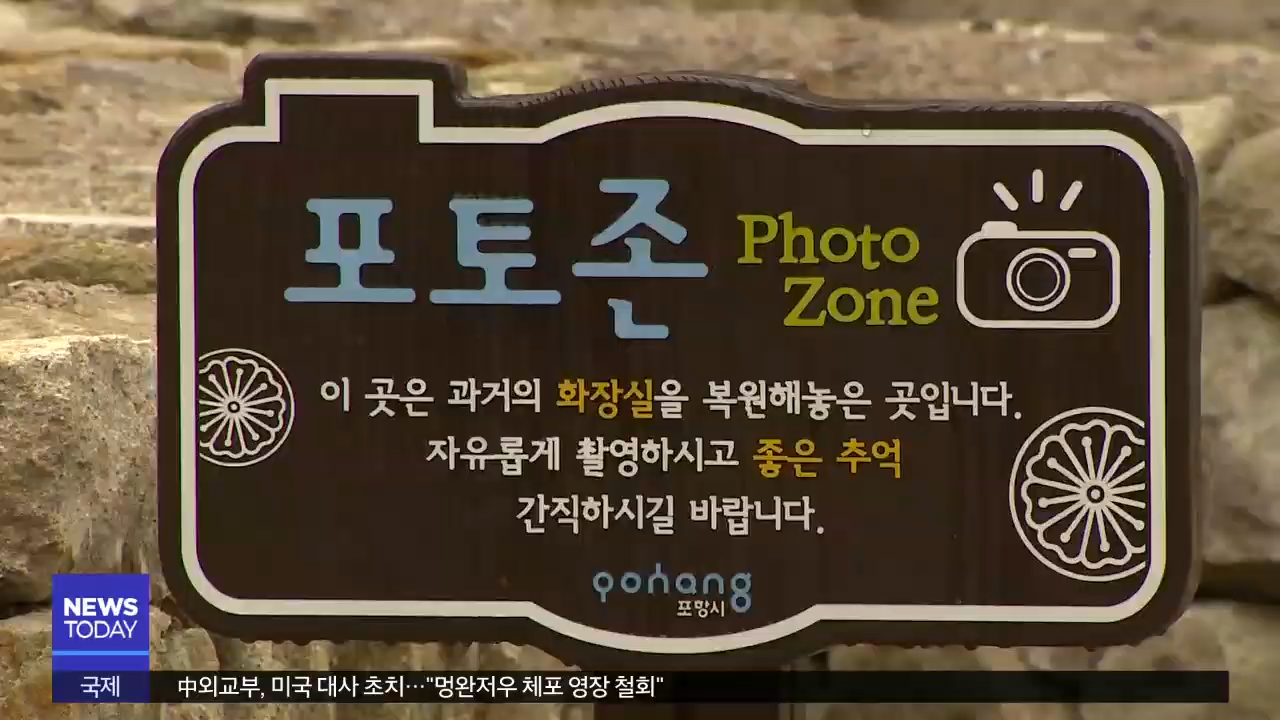 포토존 Photo Zone
이 곳은 과거의 화장실을 복원해놓은 곳입니다.
자유롭게 촬영하시고 좋은 추억
간직하시길 바랍니다.
pohang
포항시
NEWS
TODAY
국제 中외교부, 미국 대사 초치…"멍완저우 체포 영장 철회"